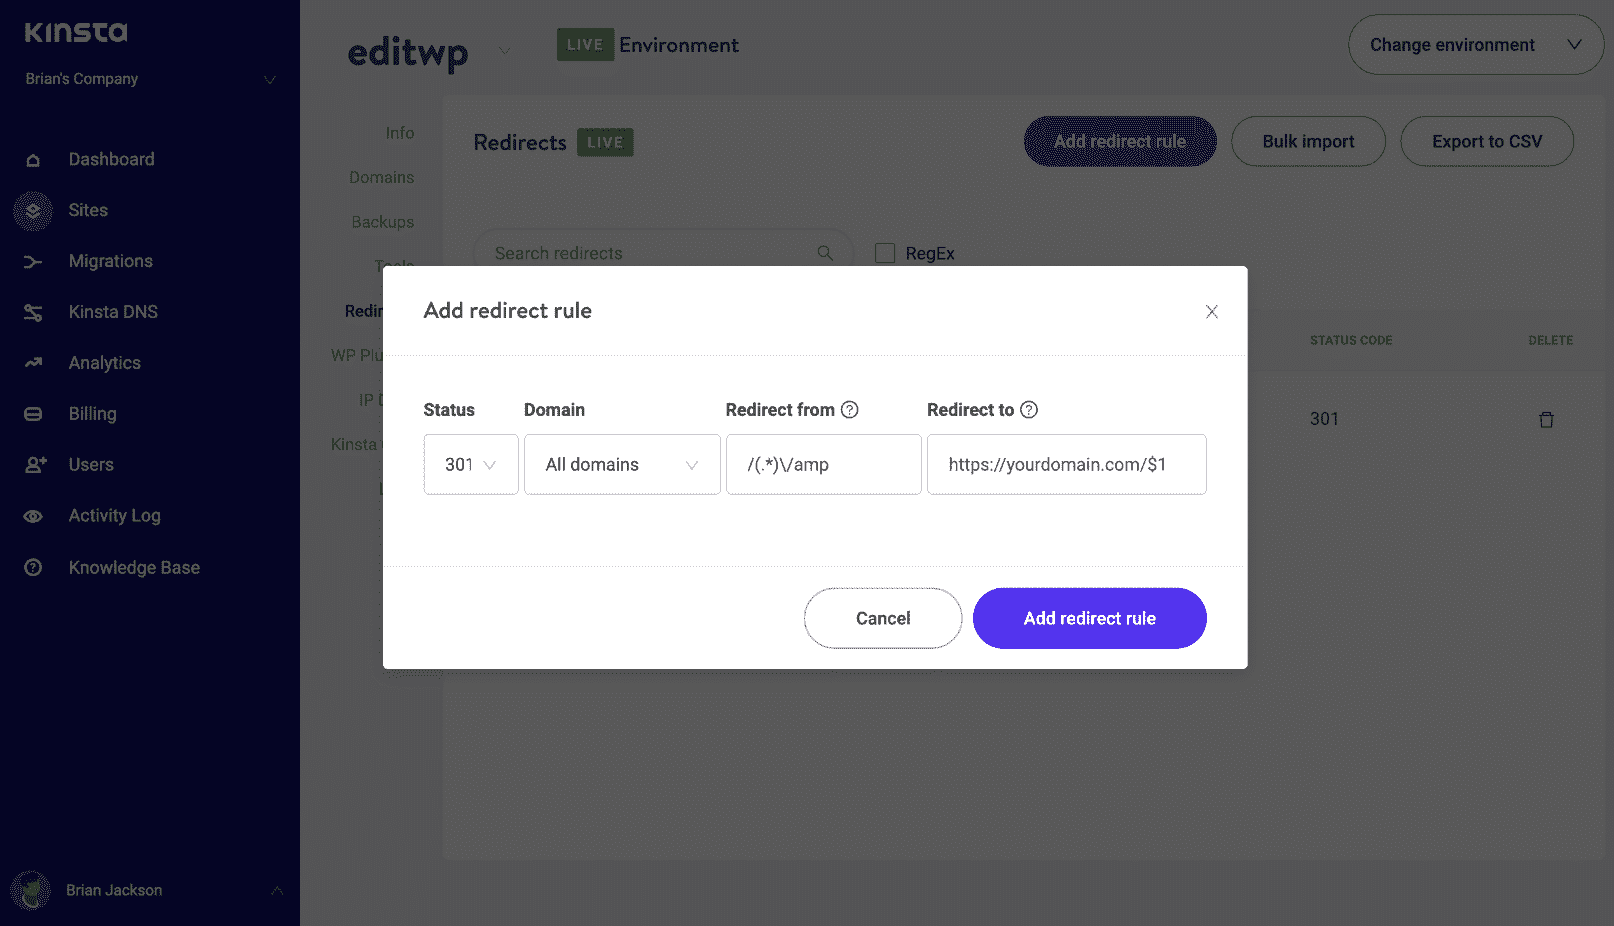 Kinsta
Brian's Company
Dashboard
Sites
Migrations
Kinsta DNS
Analytics
Billing
Users
Activity Log
Knowledge Base
Brian Jackson
editwp
LIVE Environment
Change environment
Info
Domains
Backups
Tools
Redir
WP Plu
IP
Kinsta
Redirects LIVE
Add redirect rule
Bulk import
Export to CSV
Search redirects
RegEx
STATUS CODE
DELETE
301
Add redirect rule
Status Domain Redirect from ? Redirect to ?
301 All domains /(.*)\/amp https://yourdomain.com/$1
Cancel
Add redirect rule